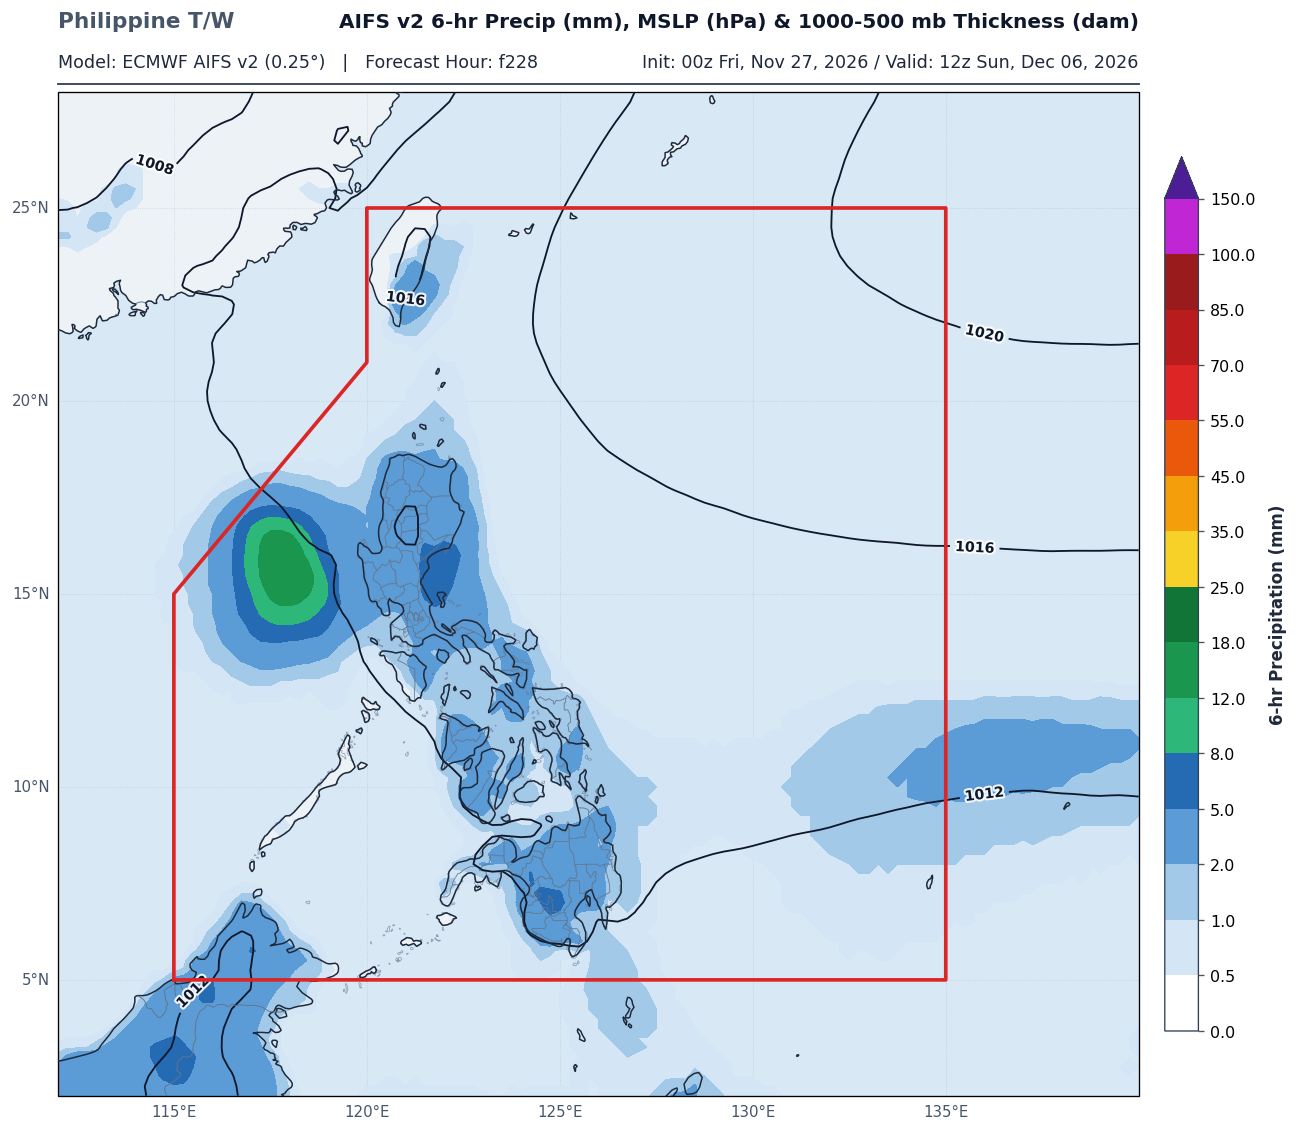 Philippine T/W
AIFS v2 6-hr Precip (mm), MSLP (hPa) & 1000-500 mb Thickness (dam)
Model: ECMWF AIFS v2 (0.25°)   |   Forecast Hour: f228
Init: 00z Fri, Nov 27, 2026 / Valid: 12z Sun, Dec 06, 2026
25°N
20°N
15°N
10°N
5°N
115°E
120°E
125°E
130°E
135°E
1008
1016
1020
1016
1012
1012
150.0
100.0
85.0
70.0
55.0
45.0
35.0
25.0
18.0
12.0
8.0
5.0
2.0
1.0
0.5
0.0
6-hr Precipitation (mm)